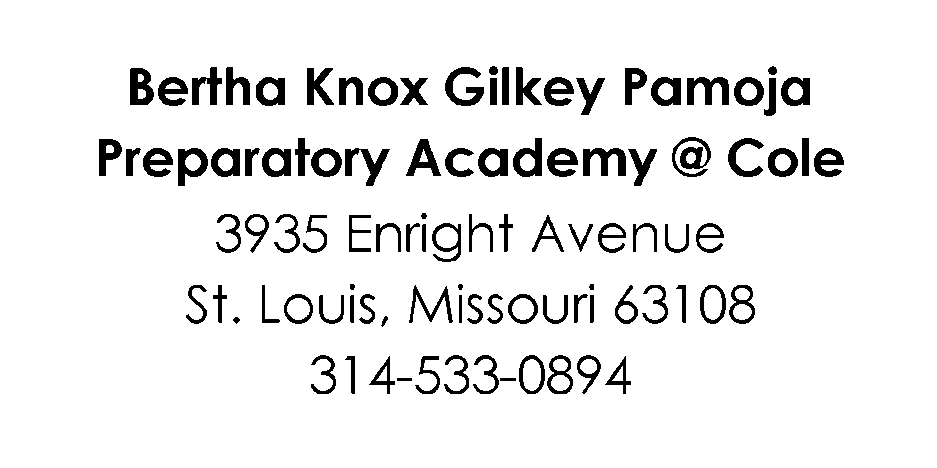 Bertha Knox Gilkey Pamoja
Preparatory Academy @ Cole
3935 Enright Avenue
St. Louis, Missouri 63108
314-533-0894